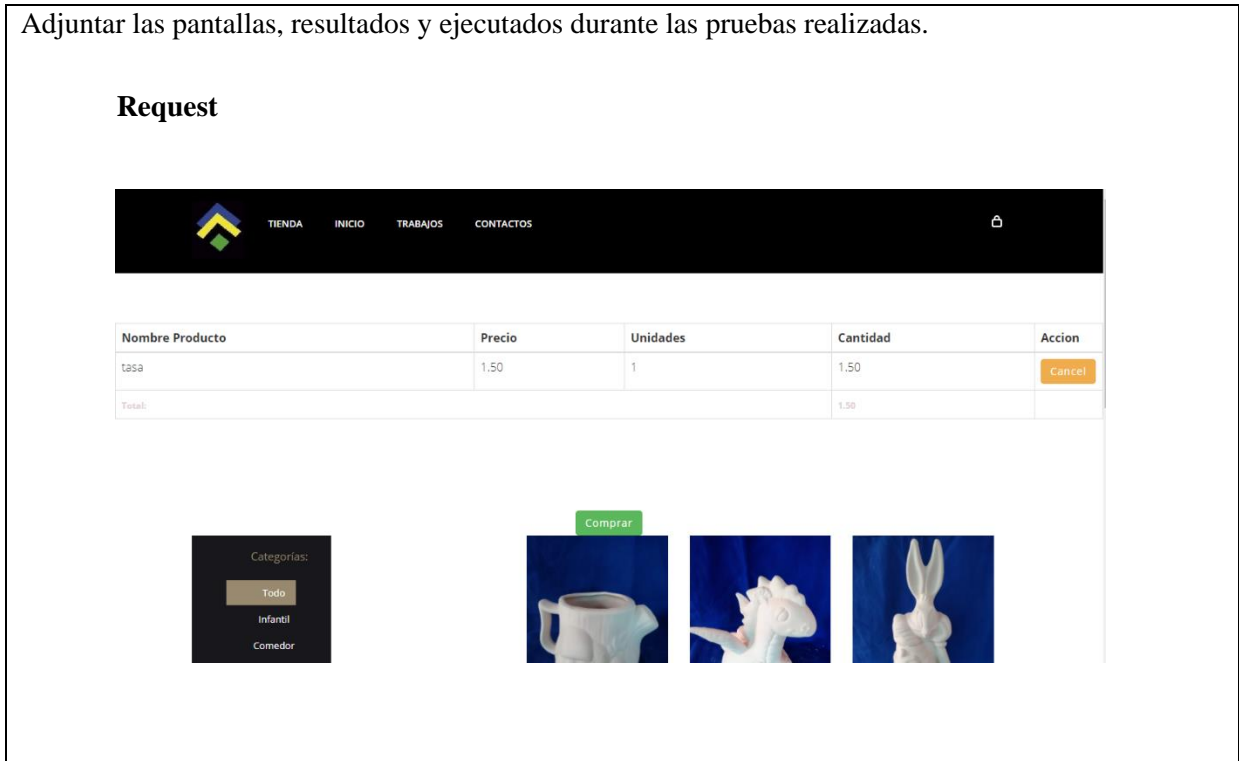 Adjuntar las pantallas, resultados y ejecutados durante las pruebas realizadas.
Request
TIENDA INICIO TRABAJOS CONTACTOS
Nombre Producto Precio Unidades Cantidad Accion
tasa 1.50 1 1.50 Cancel
Total: 1.50
Comprar
Categorías:
Todo
Infantil
Comedor